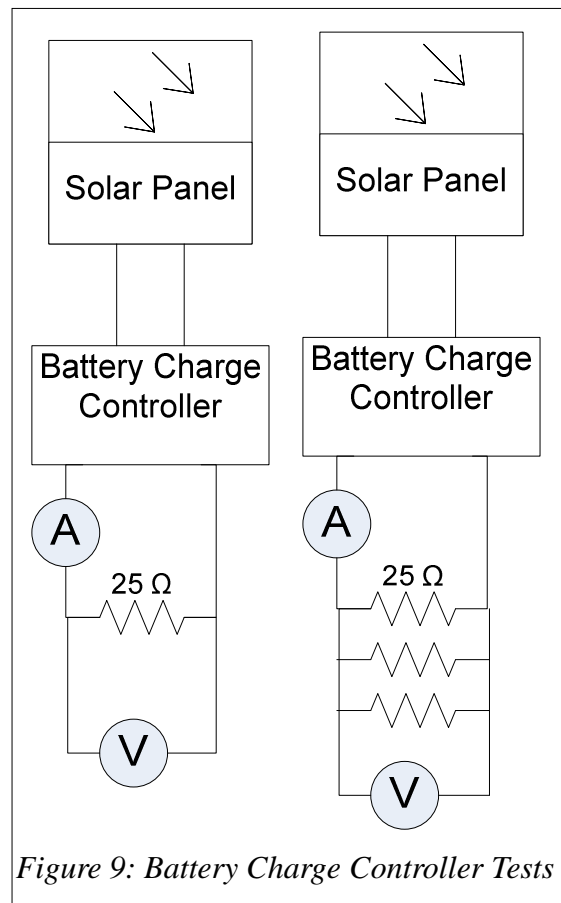 Solar Panel
Battery Charge
Controller
A
25 Ω
V
Solar Panel
Battery Charge
Controller
A
25 Ω
V
Figure 9: Battery Charge Controller Tests